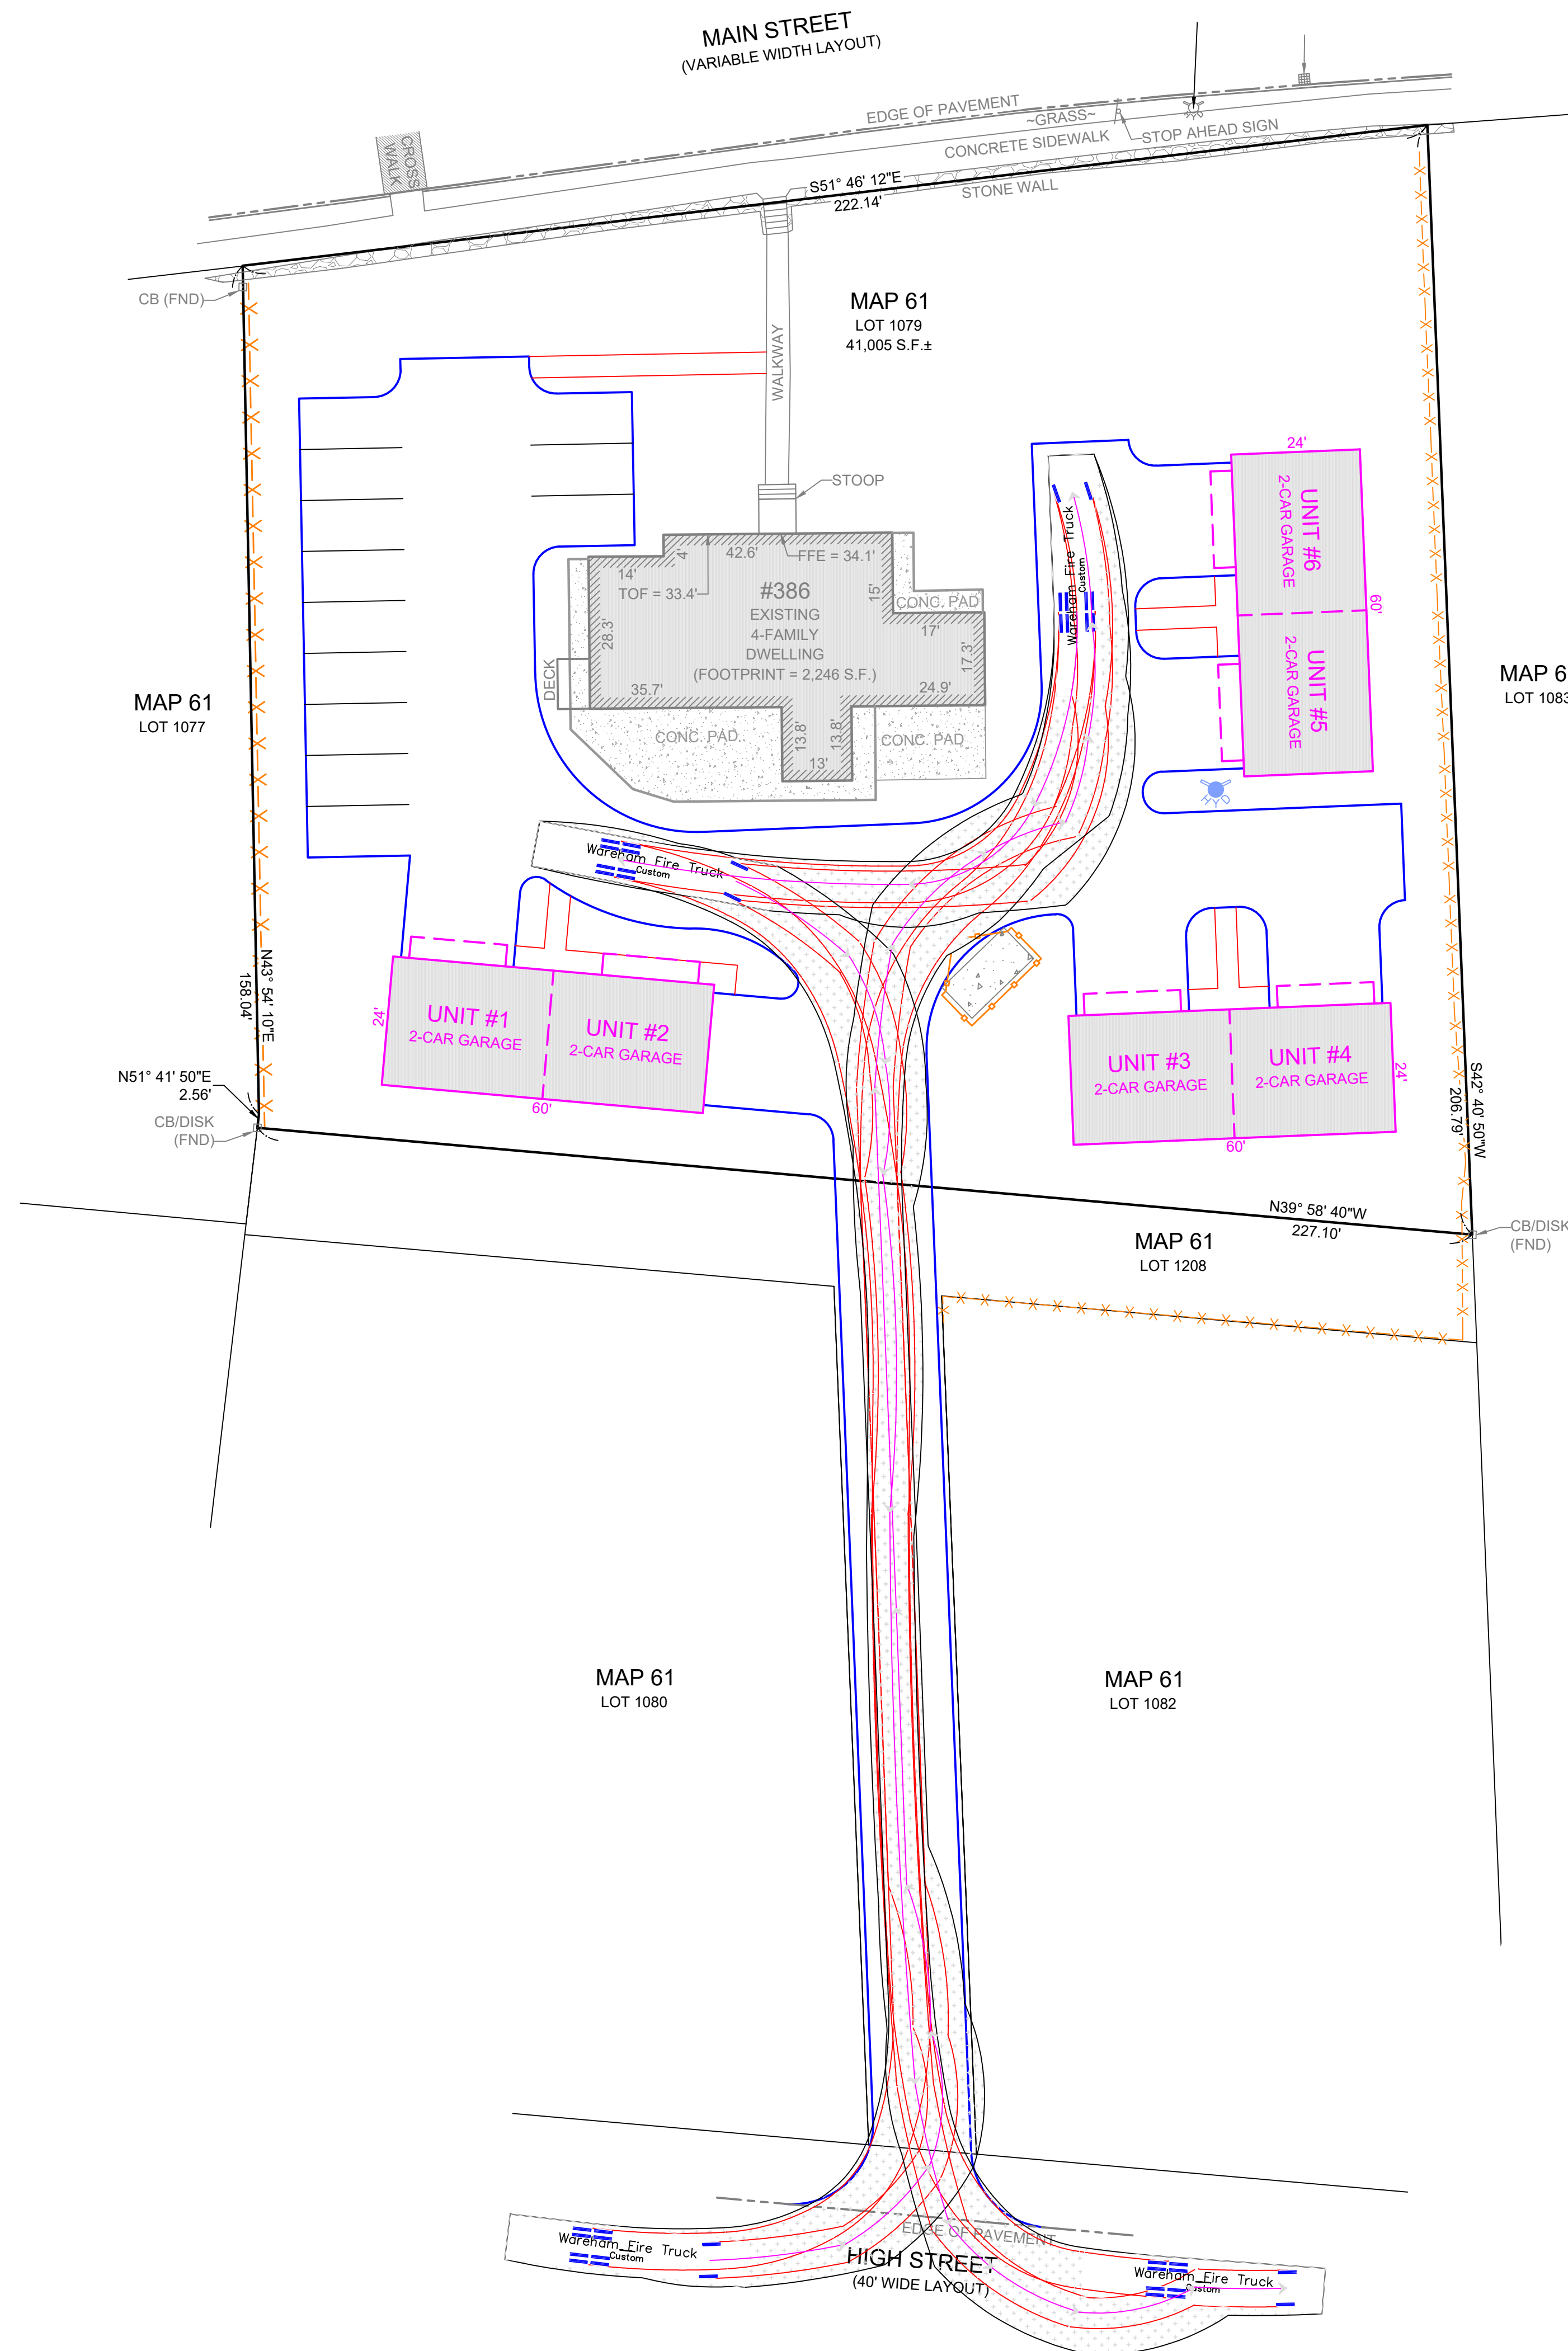 MAIN STREET
(VARIABLE WIDTH LAYOUT)
EDGE OF PAVEMENT
~GRASS~
CONCRETE SIDEWALK
STOP AHEAD SIGN
CROSS
WALK
S51° 46' 12"E
222.14'
STONE WALL
CB (FND)
MAP 61
LOT 1079
41,005 S.F.±
WALKWAY
STOOP
24'
UNIT #6
2-CAR GARAGE
60'
UNIT #5
2-CAR GARAGE
Wareham Fire Truck
Custom
42.6'
4'
FFE = 34.1'
14'
TOF = 33.4'
#386
EXISTING
4-FAMILY
DWELLING
(FOOTPRINT = 2,246 S.F.)
15'
CONC. PAD
17'
17.3'
28.3'
DECK
35.7'
24.9'
CONC. PAD
13.8'
13.8'
CONC. PAD
13'
MAP 61
LOT 1077
MAP 6
LOT 1083
HYD
Wareham Fire Truck
Custom
N43° 54' 10"E
158.04'
24'
UNIT #1
2-CAR GARAGE
UNIT #2
2-CAR GARAGE
60'
UNIT #3
2-CAR GARAGE
UNIT #4
2-CAR GARAGE
24'
60'
S42° 40' 50"W
206.79'
N51° 41' 50"E
2.56'
CB/DISK
(FND)
N39° 58' 40"W
227.10'
CB/DISK
(FND)
MAP 61
LOT 1208
MAP 61
LOT 1080
MAP 61
LOT 1082
EDGE OF PAVEMENT
Wareham Fire Truck
Custom
HIGH STREET
(40' WIDE LAYOUT)
Wareham Fire Truck
Custom